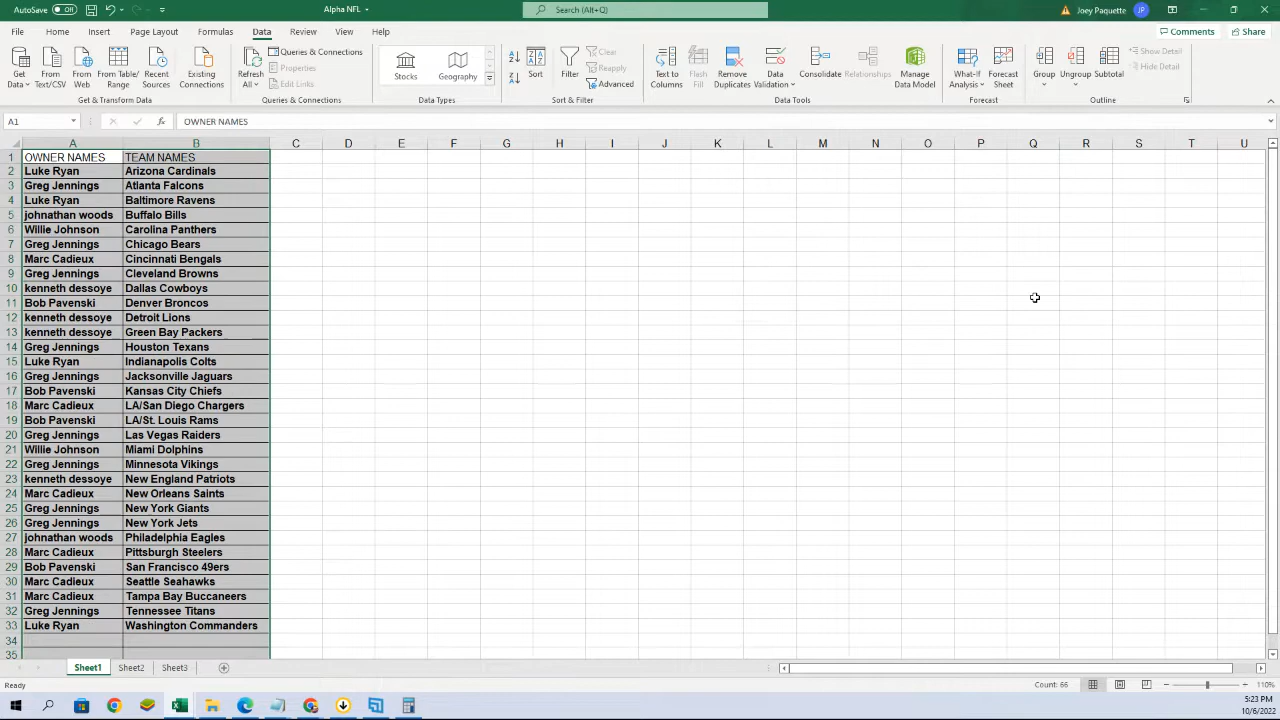 AutoSave Off Alpha NFL Search (Alt+Q) Joey Paquette JP
File Home Insert Page Layout Formulas Data Review View Help Comments Share
Get Data From Text/CSV From Web From Table/Range Recent Sources Existing Connections
Get & Transform Data
Refresh All Queries & Connections Properties Edit Links
Queries & Connections
Stocks Geography
Data Types
Sort Filter Clear Reapply Advanced
Sort & Filter
Text to Columns Flash Fill Remove Duplicates Data Validation Consolidate Relationships Manage Data Model
Data Tools
What-If Analysis Forecast Sheet
Forecast
Group Ungroup Subtotal Show Detail Hide Detail
Outline
A1 fx OWNER NAMES
A B C D E F G H I J K L M N O P Q R S T U
1 OWNER NAMES TEAM NAMES
2 Luke Ryan Arizona Cardinals
3 Greg Jennings Atlanta Falcons
4 Luke Ryan Baltimore Ravens
5 johnathan woods Buffalo Bills
6 Willie Johnson Carolina Panthers
7 Greg Jennings Chicago Bears
8 Marc Cadieux Cincinnati Bengals
9 Greg Jennings Cleveland Browns
10 kenneth dessoye Dallas Cowboys
11 Bob Pavenski Denver Broncos
12 kenneth dessoye Detroit Lions
13 kenneth dessoye Green Bay Packers
14 Greg Jennings Houston Texans
15 Luke Ryan Indianapolis Colts
16 Greg Jennings Jacksonville Jaguars
17 Bob Pavenski Kansas City Chiefs
18 Marc Cadieux LA/San Diego Chargers
19 Bob Pavenski LA/St. Louis Rams
20 Greg Jennings Las Vegas Raiders
21 Willie Johnson Miami Dolphins
22 Greg Jennings Minnesota Vikings
23 kenneth dessoye New England Patriots
24 Marc Cadieux New Orleans Saints
25 Greg Jennings New York Giants
26 Greg Jennings New York Jets
27 johnathan woods Philadelphia Eagles
28 Marc Cadieux Pittsburgh Steelers
29 Bob Pavenski San Francisco 49ers
30 Marc Cadieux Seattle Seahawks
31 Marc Cadieux Tampa Bay Buccaneers
32 Greg Jennings Tennessee Titans
33 Luke Ryan Washington Commanders
34
35
Sheet1 Sheet2 Sheet3
Ready Count: 66 110%
5:23 PM
10/6/2022